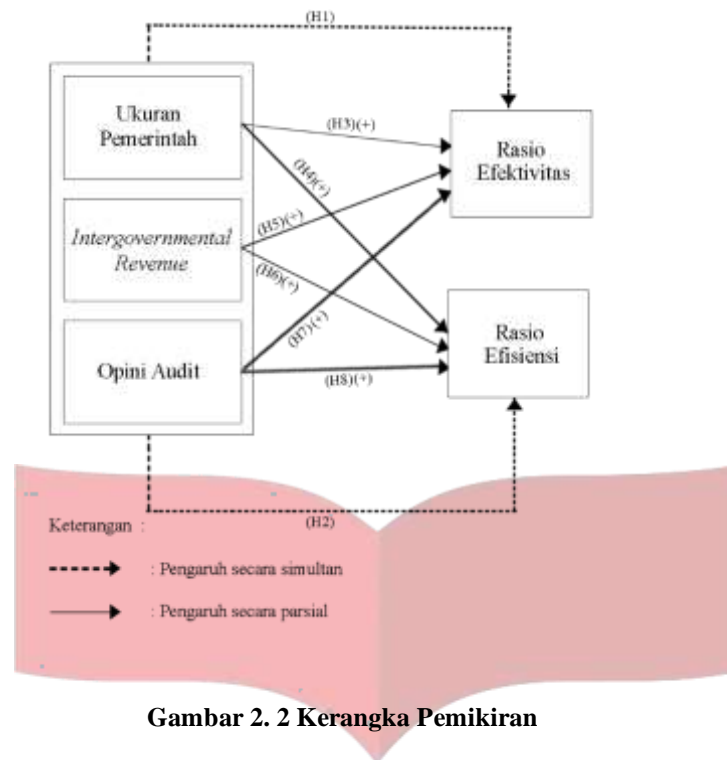 (H1)
Ukuran
Pemerintah
(H3)(+)
Rasio
Efektivitas
(H4)(+)
Intergovernmental
Revenue
(H5)(+)
(H6)(+)
(H7)(+)
Rasio
Efisiensi
Opini Audit
(H8)(+)
(H2)
Keterangan :
: Pengaruh secara simultan
: Pengaruh secara parsial
Gambar 2. 2 Kerangka Pemikiran